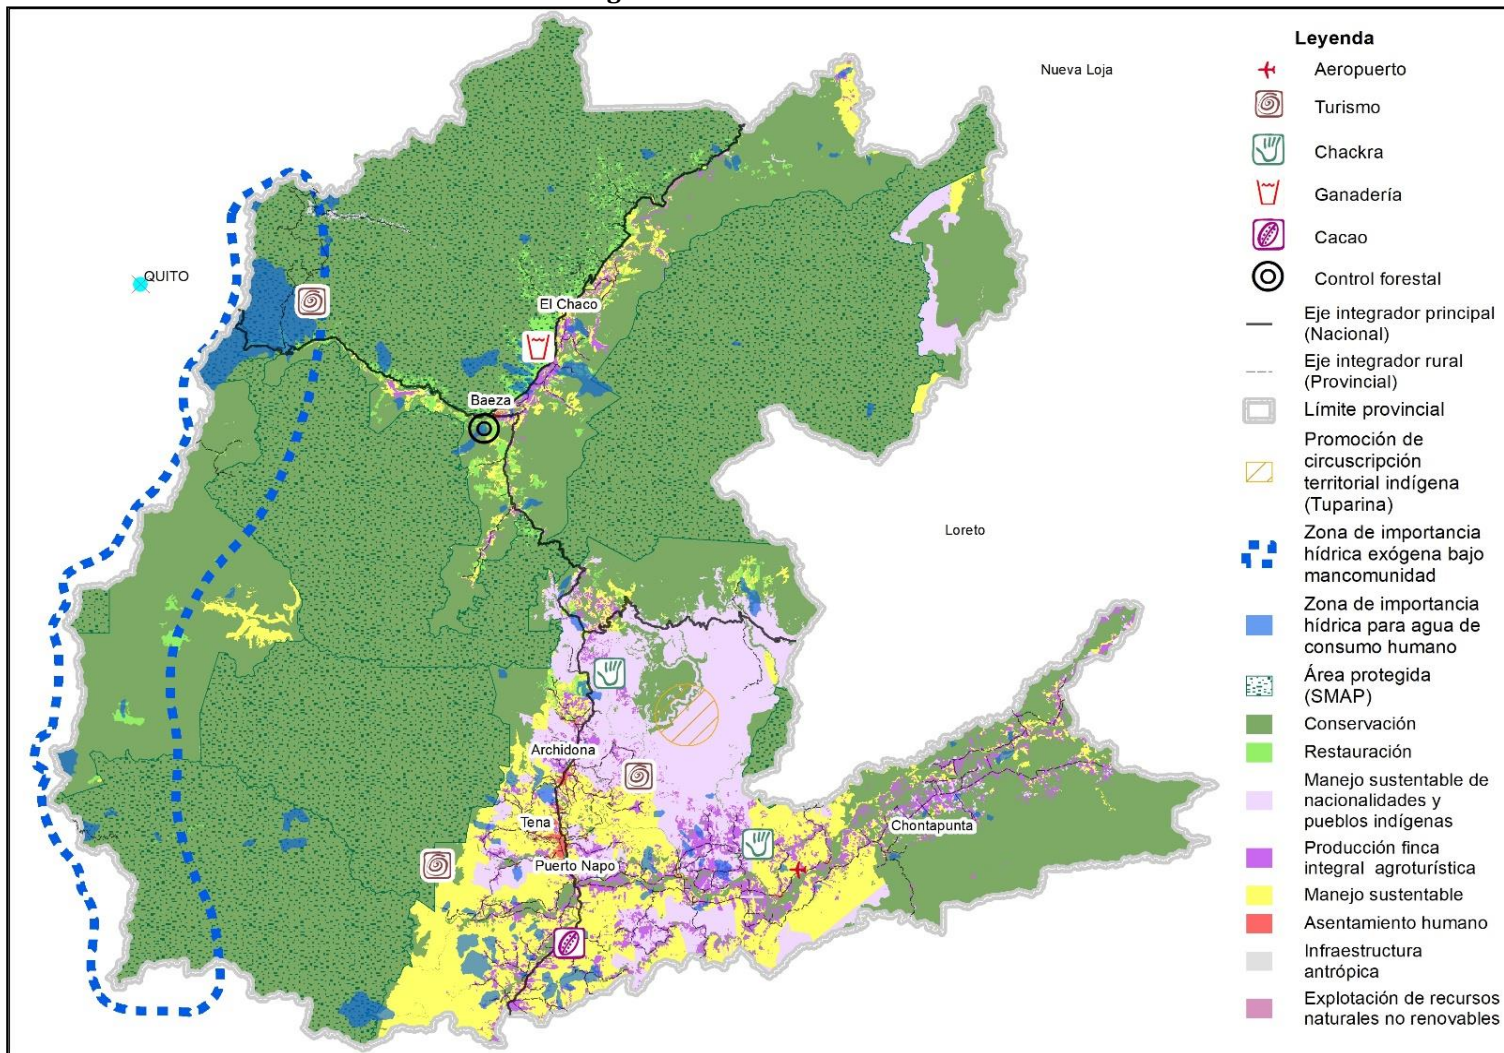 Nueva Loja
QUITO
El Chaco
Baeza
Loreto
Archidona
Tena
Puerto Napo
Chontapunta
Leyenda
Aeropuerto
Turismo
Chackra
Ganadería
Cacao
Control forestal
Eje integrador principal
(Nacional)
Eje integrador rural
(Provincial)
Límite provincial
Promoción de
circuscripción
territorial indígena
(Tuparina)
Zona de importancia
hídrica exógena bajo
mancomunidad
Zona de importancia
hídrica para agua de
consumo humano
Área protegida
(SMAP)
Conservación
Restauración
Manejo sustentable de
nacionalidades y
pueblos indígenas
Producción finca
integral agroturística
Manejo sustentable
Asentamiento humano
Infraestructura
antrópica
Explotación de recursos
naturales no renovables